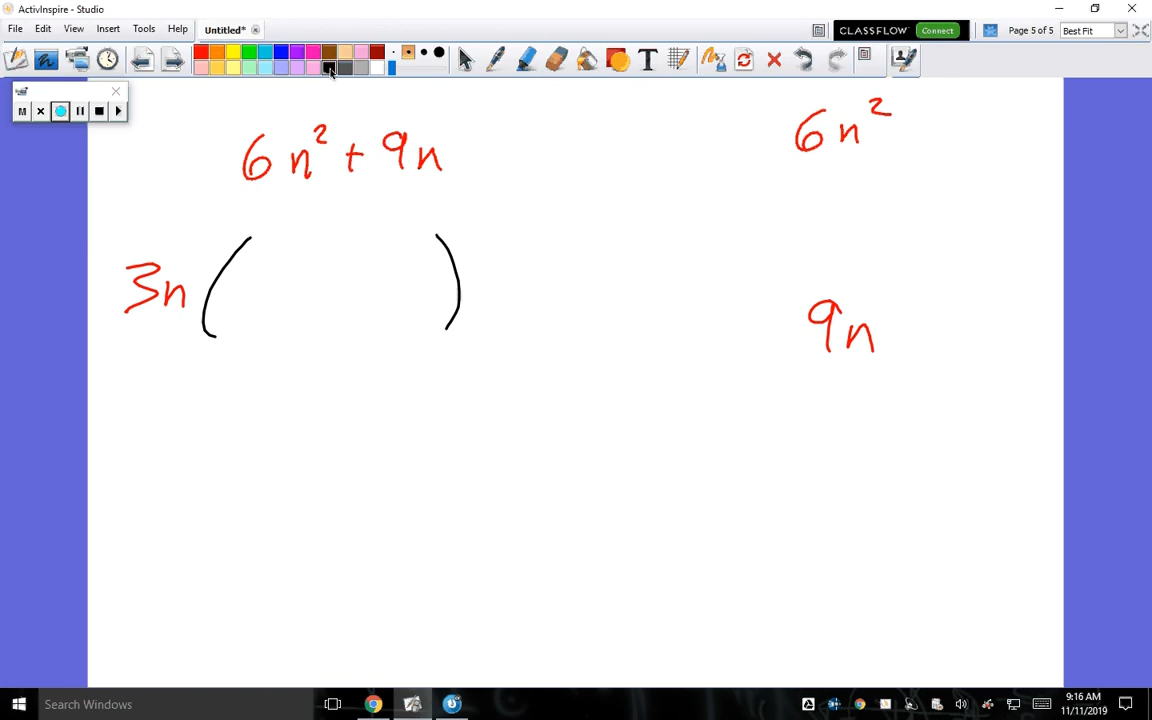 ActivInspire - Studio
File Edit View Insert Tools Help Untitled* CLASSFLOW Connect Page 5 of 5 Best Fit
M
6n² + 9n
3n( )
6n²
9n
Search Windows
9:16 AM
11/11/2019